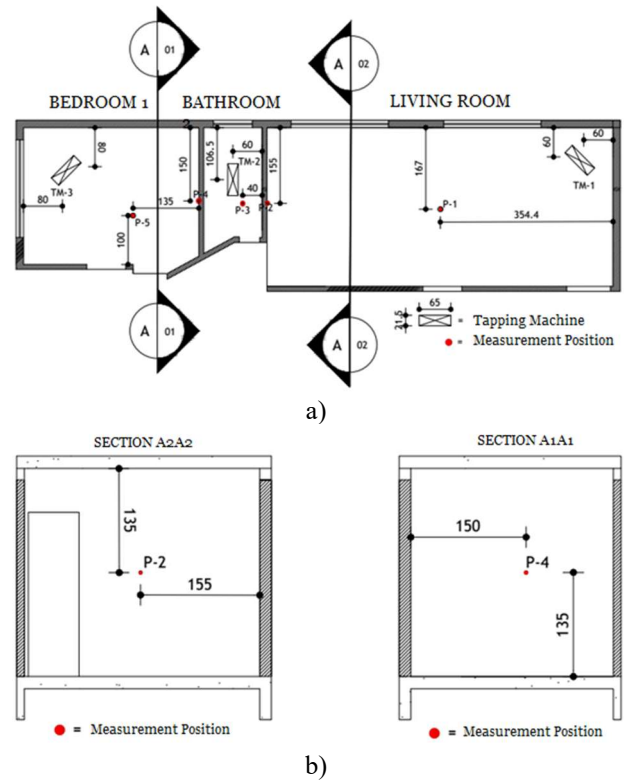 A 01
A 02
BEDROOM 1 BATHROOM LIVING ROOM
2
80
TM-3
80
150
106.5
60
TM-2
155
167
60
60
TM-1
135
P-4
40
P-3
P-2
P-1
P-5
100
354.4
65
21.5
= Tapping Machine
= Measurement Position
A 01
A 02
a)
SECTION A2A2
SECTION A1A1
135
P-2
155
150
P-4
135
= Measurement Position
= Measurement Position
b)